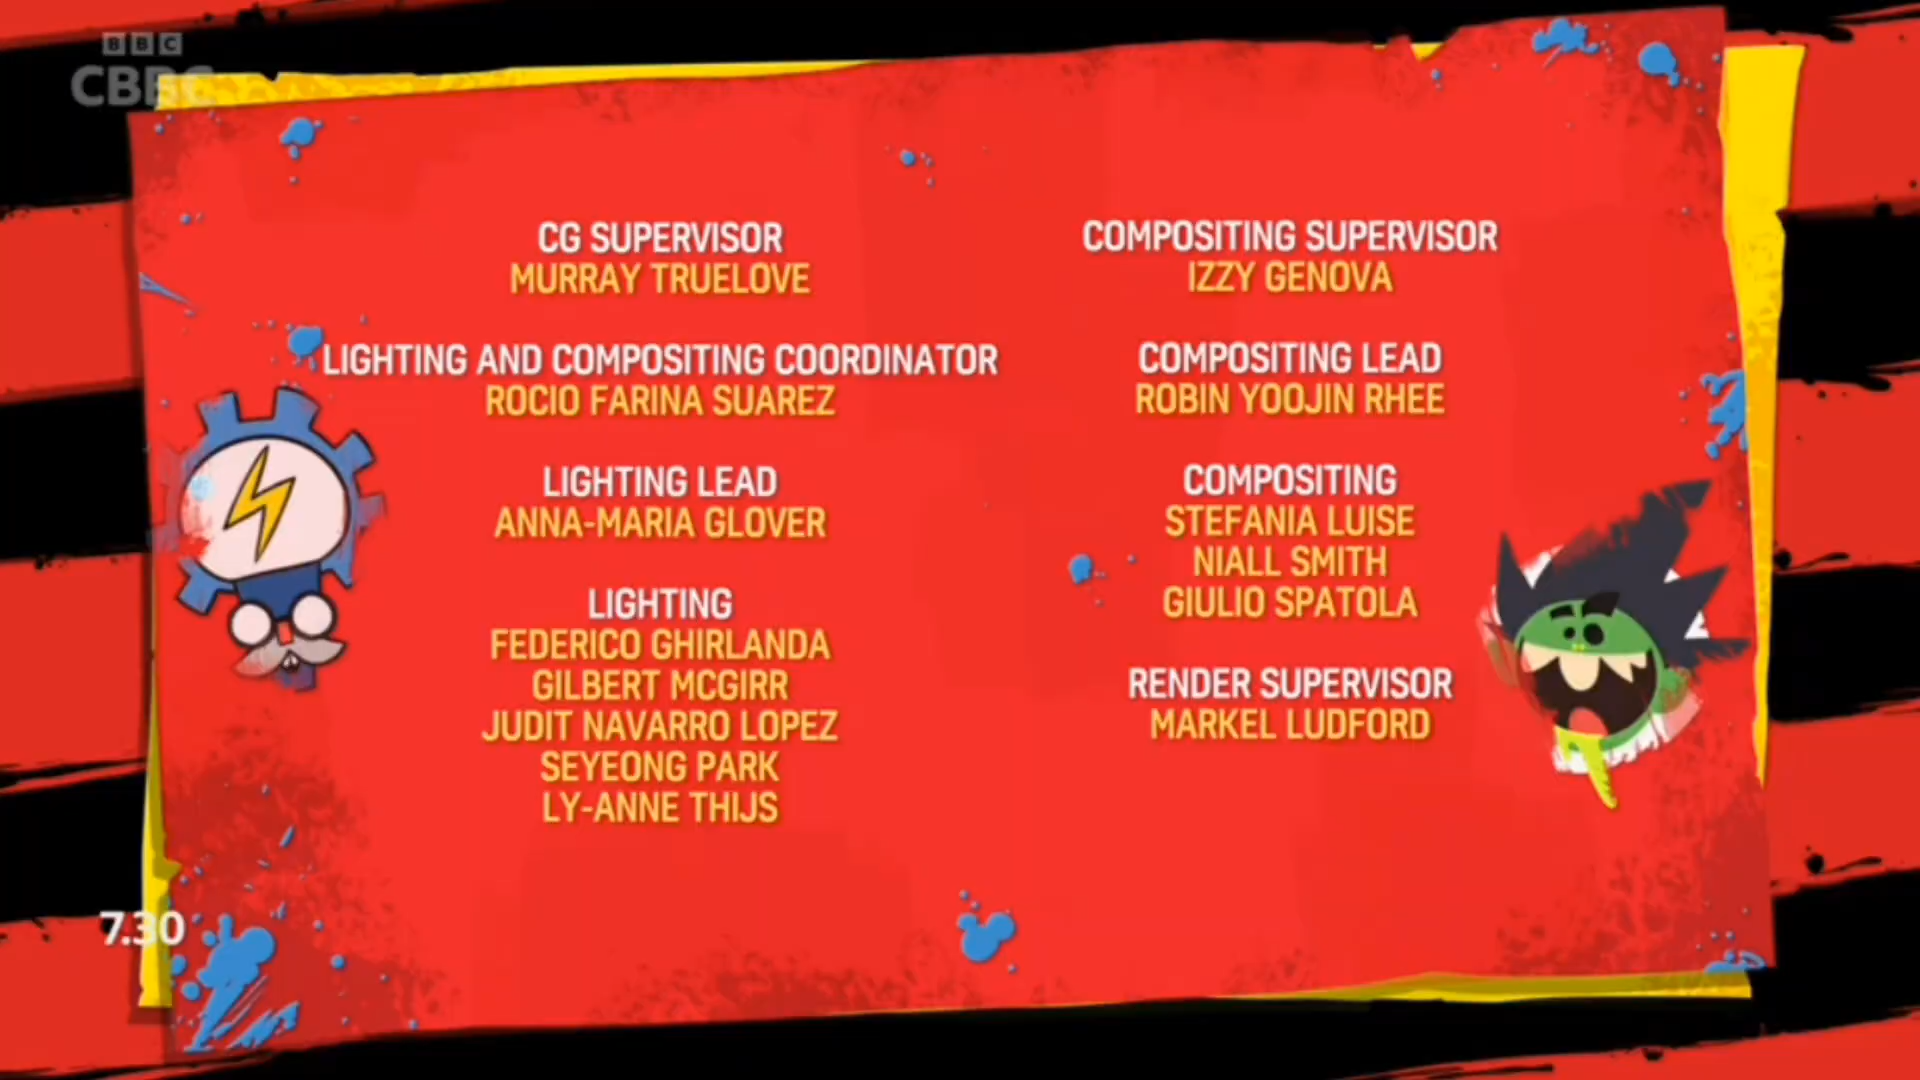 BBC
CBBC
CG SUPERVISOR
MURRAY TRUELOVE
LIGHTING AND COMPOSITING COORDINATOR
ROCIO FARINA SUAREZ
LIGHTING LEAD
ANNA-MARIA GLOVER
LIGHTING
FEDERICO GHIRLANDA
GILBERT MCGIRR
JUDIT NAVARRO LOPEZ
SEYEONG PARK
LY-ANNE THIJS
COMPOSITING SUPERVISOR
IZZY GENOVA
COMPOSITING LEAD
ROBIN YOOJIN RHEE
COMPOSITING
STEFANIA LUISE
NIALL SMITH
GIULIO SPATOLA
RENDER SUPERVISOR
MARKEL LUDFORD
7.30